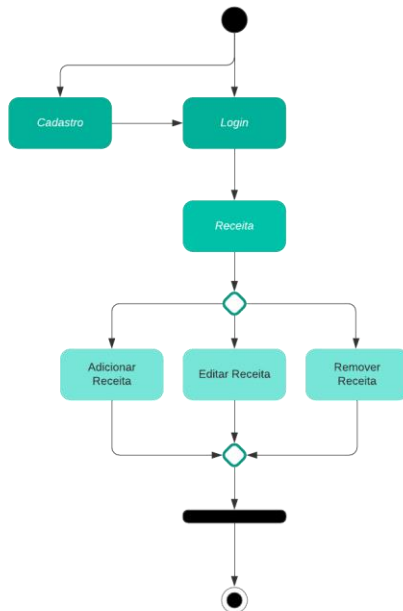 Cadastro
Login
Receita
Adicionar
Receita
Editar Receita
Remover
Receita